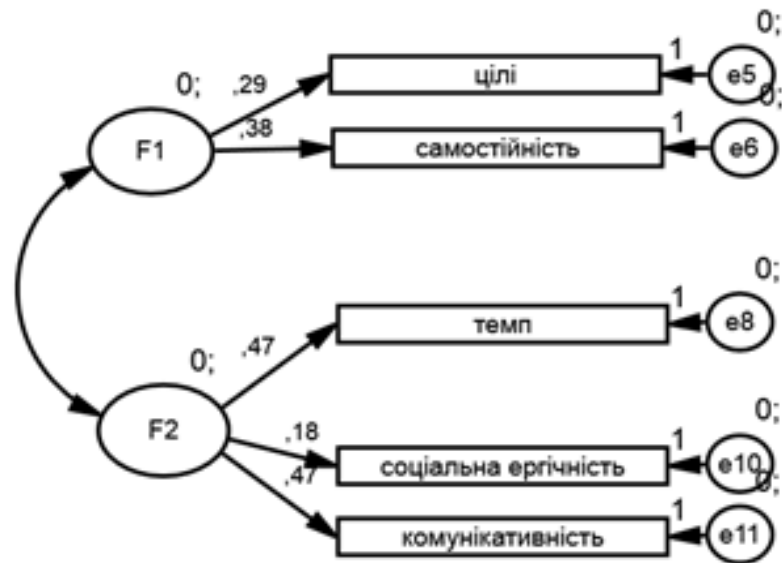 0;
1
0; ,29 цілі e5
0;
F1 ,38 самостійність 1 e6
0;
1
0; ,47 темп e8
0;
F2 ,18 соціальна ергічність 1 e10
0;
,47 комунікативність 1 e11